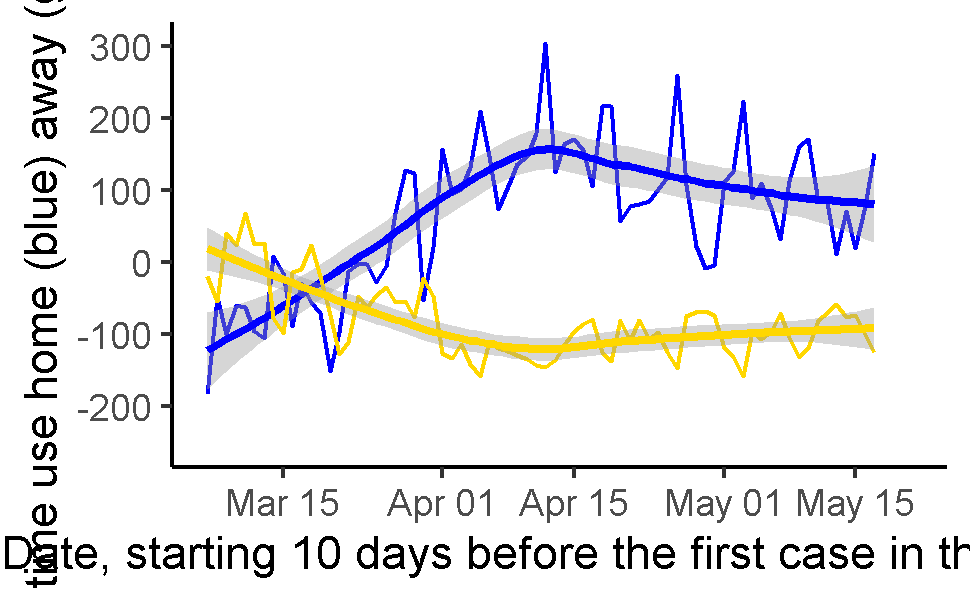 time use home (blue) away (
300
200
100
0
-100
-200
Mar 15 Apr 01 Apr 15 May 01 May 15
Date, starting 10 days before the first case in th